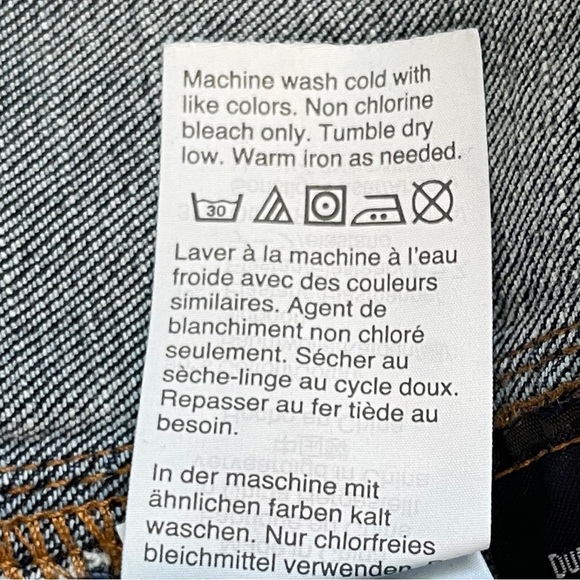 Machine wash cold with
like colors. Non chlorine
bleach only. Tumble dry
low. Warm iron as needed.
30
Laver à la machine à l'eau
froide avec des couleurs
similaires. Agent de
blanchiment non chloré
seulement. Sécher au
sèche-linge au cycle doux.
Repasser au fer tiède au
besoin.
In der maschine mit
ähnlichen farben kalt
waschen. Nur chlorfreies
bleichmittel verwenden